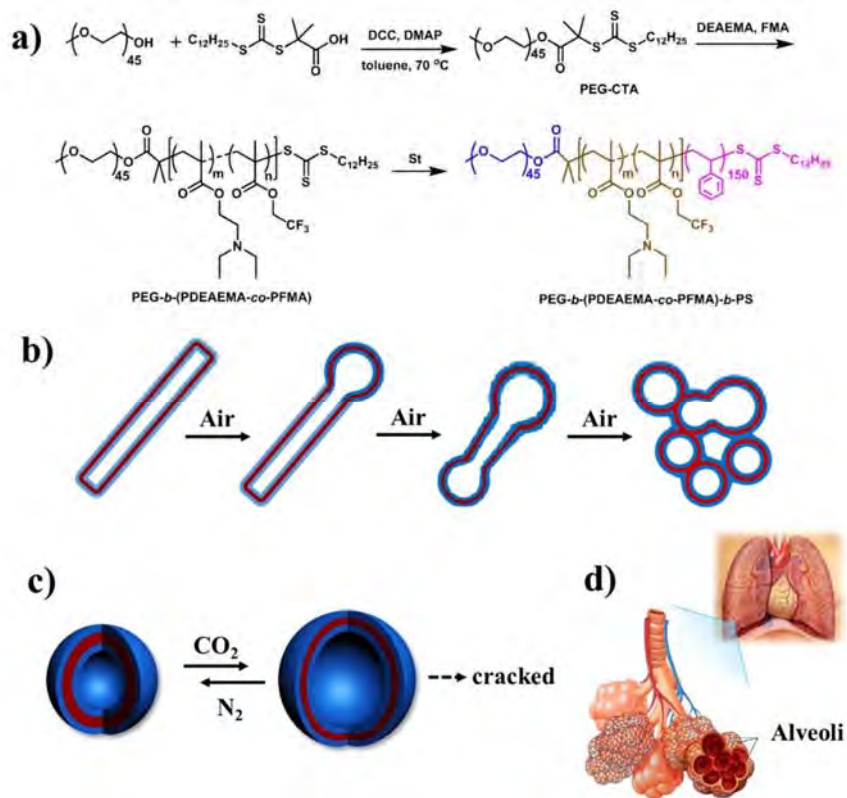 a)
O
45
OH
+
C12H25
S
S
S
OH
O
DCC, DMAP
toluene, 70 °C
O
45
O
O
S
S
S
C12H25
PEG-CTA
DEAEMA, FMA
O
45
O
O
m
n
S
S
S
C12H25
O
O
O
O
CF3
N
PEG-b-(PDEAEMA-co-PFMA)
St
O
45
O
O
m
n
150
S
S
S
O
O
O
O
CF3
N
PEG-b-(PDEAEMA-co-PFMA)-b-PS
b)
Air
Air
Air
c)
CO2
N2
cracked
d)
Alveoli